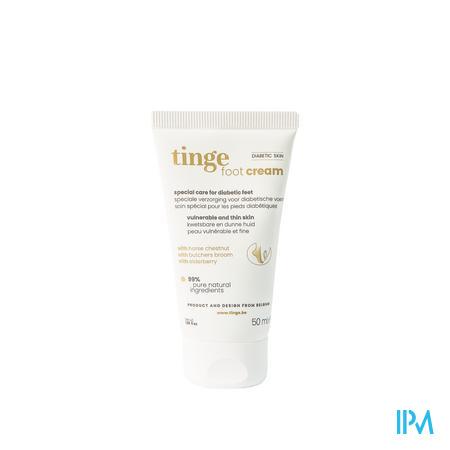 tinge
DIABETIC SKIN
foot cream
special care for diabetic feet
speciale verzorging voor diabetische voeten
soin spécial pour les pieds diabétiques
vulnerable and thin skin
kwetsbare en dunne huid
peau vulnérable et fine
with horse chestnut
with butchers broom
with elderberry
99%
pure natural
ingredients
PRODUCT AND DESIGN FROM BELGIUM
www.tinge.be
50 ml
IPM